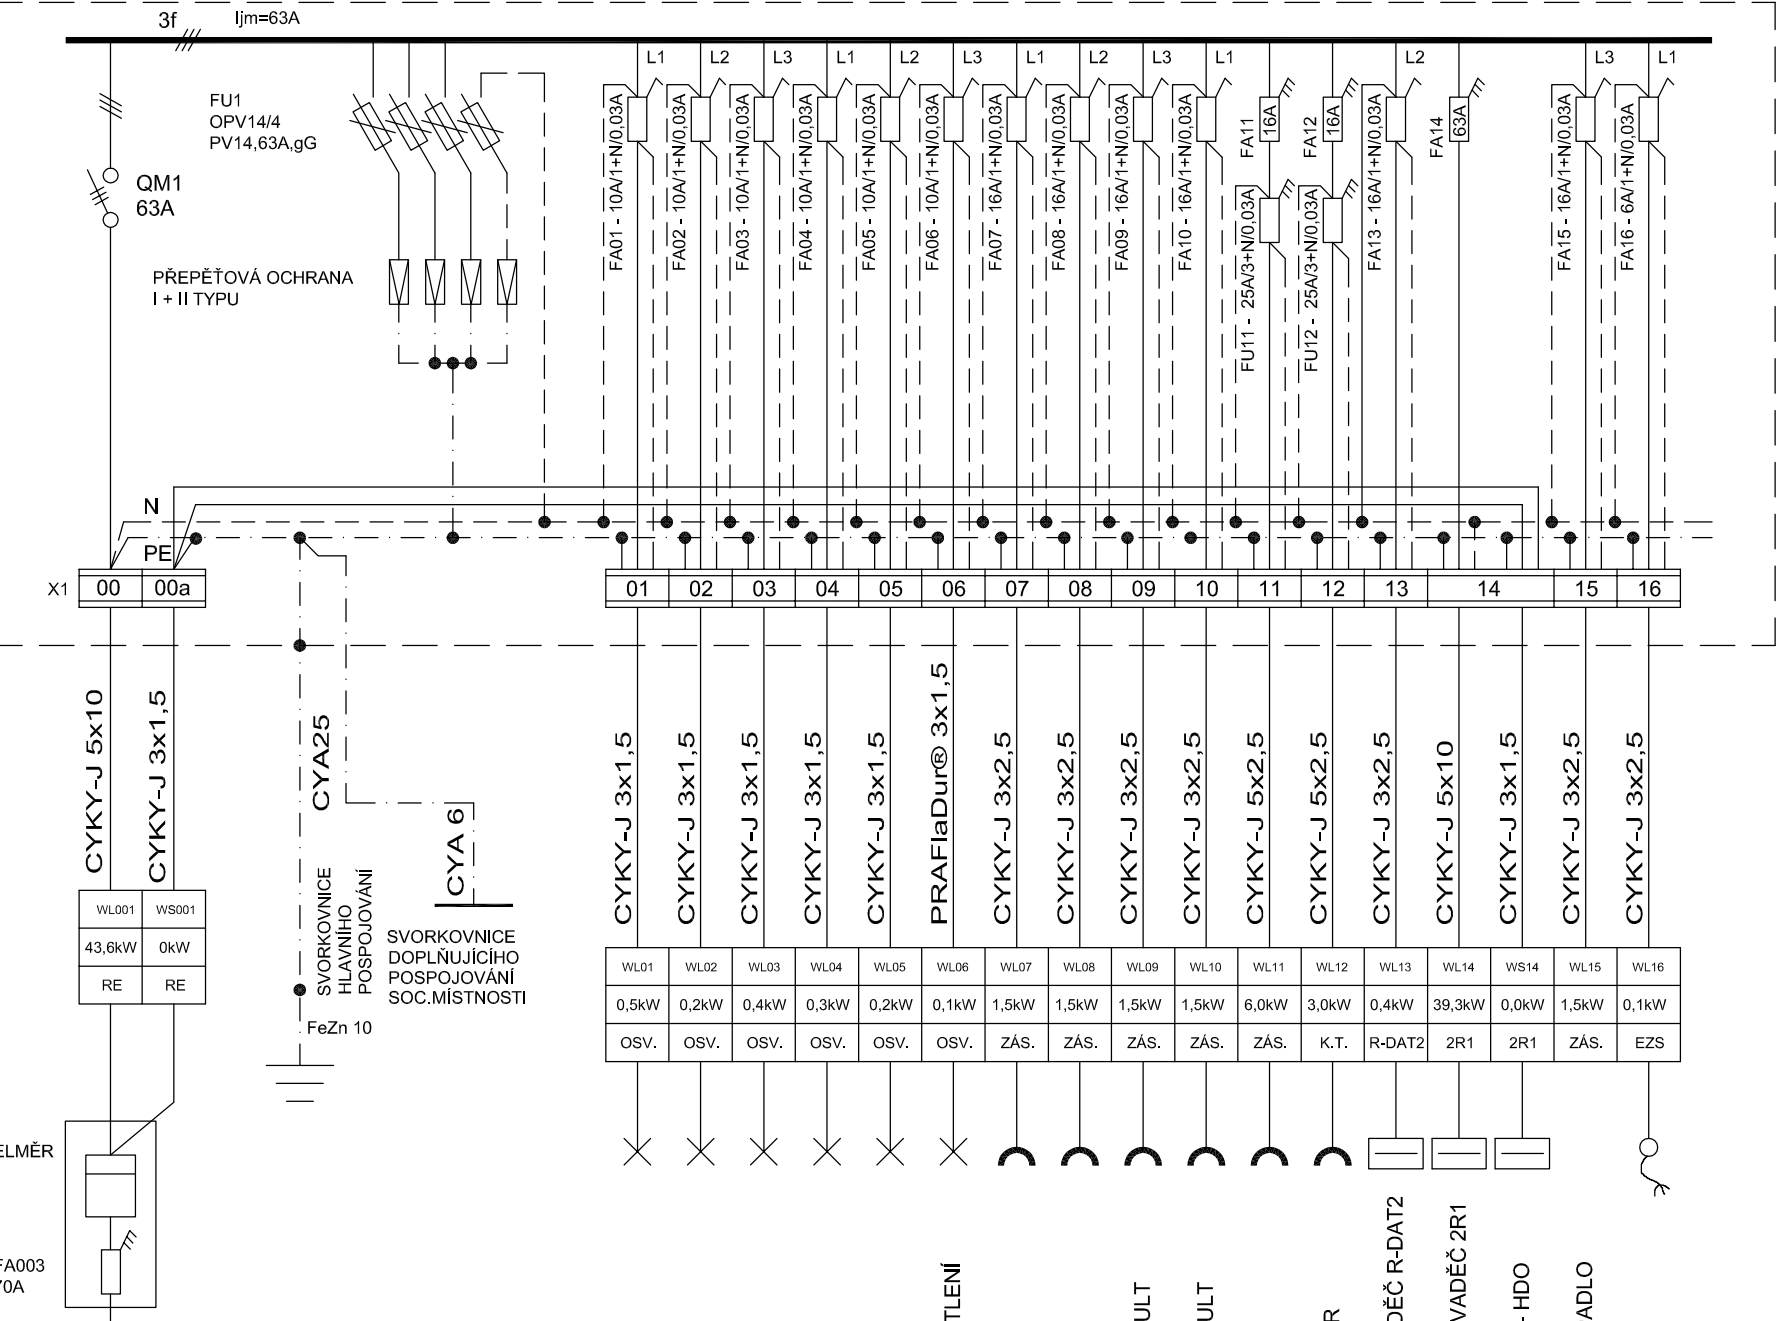 3f
Ijm=63A
FU1
OPV14/4
PV14,63A,gG
QM1
63A
PŘEPĚŤOVÁ OCHRANA
I + II TYPU
L1
L2
L3
L1
L2
L3
L1
L2
L3
L1
L2
L3
L1
FA01 - 10A/1+N/0,03A
FA02 - 10A/1+N/0,03A
FA03 - 10A/1+N/0,03A
FA04 - 10A/1+N/0,03A
FA05 - 10A/1+N/0,03A
FA06 - 10A/1+N/0,03A
FA07 - 16A/1+N/0,03A
FA08 - 16A/1+N/0,03A
FA09 - 16A/1+N/0,03A
FA10 - 16A/1+N/0,03A
FA11
16A
FU11 - 25A/3+N/0,03A
FA12
16A
FU12 - 25A/3+N/0,03A
FA13 - 16A/1+N/0,03A
FA14
63A
FA15 - 16A/1+N/0,03A
FA16 - 6A/1+N/0,03A
N
PE
X1
00
00a
01
02
03
04
05
06
07
08
09
10
11
12
13
14
15
16
CYKY-J 5x10
CYKY-J 3x1,5
CYA25
CYA 6
CYKY-J 3x1,5
CYKY-J 3x1,5
CYKY-J 3x1,5
CYKY-J 3x1,5
CYKY-J 3x1,5
PRAFlaDur® 3x1,5
CYKY-J 3x2,5
CYKY-J 3x2,5
CYKY-J 3x2,5
CYKY-J 3x2,5
CYKY-J 5x2,5
CYKY-J 5x2,5
CYKY-J 3x2,5
CYKY-J 5x10
CYKY-J 3x1,5
CYKY-J 3x2,5
CYKY-J 3x2,5
WL001 WS001
43,6kW 0kW
RE RE
SVORKOVNICE
HLAVNÍHO
POSPOJOVÁNÍ
SVORKOVNICE
DOPLŇUJÍCÍHO
POSPOJOVÁNÍ
SOC.MÍSTNOSTI
FeZn 10
WL01 WL02 WL03 WL04 WL05 WL06 WL07 WL08 WL09 WL10 WL11 WL12 WL13 WL14 WS14 WL15 WL16
0,5kW 0,2kW 0,4kW 0,3kW 0,2kW 0,1kW 1,5kW 1,5kW 1,5kW 1,5kW 6,0kW 3,0kW 0,4kW 39,3kW 0,0kW 1,5kW 0,1kW
OSV. OSV. OSV. OSV. OSV. OSV. ZÁS. ZÁS. ZÁS. ZÁS. ZÁS. K.T. R-DAT2 2R1 2R1 ZÁS. EZS
ELMĚR
FA003
70A
TLENÍ
ULT
ULT
R
DĚČ R-DAT2
VADĚČ 2R1
- HDO
ADLO